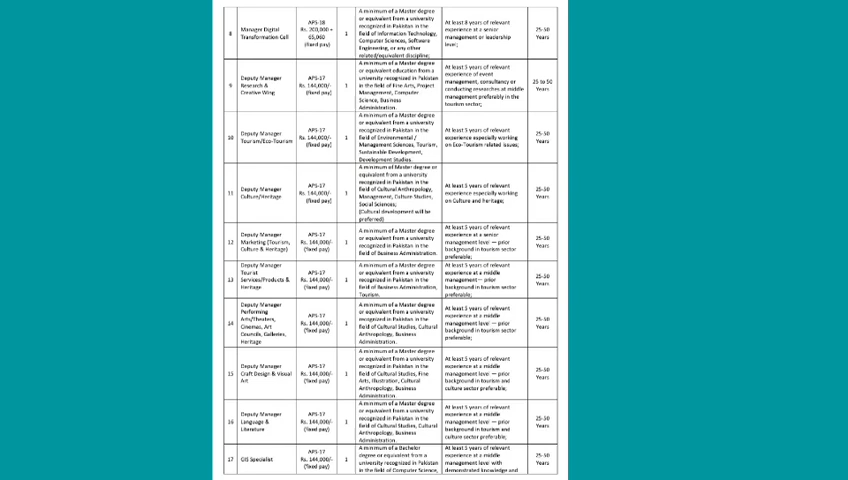 8
Manager Digital
Transformation Cell
APS-18
Rs. 200,000 +
65,000
(fixed pay)
1
A minimum of a Master degree
or equivalent from a university
recognized in Pakistan in the
field of Information Technology,
Computer Sciences, Software
Engineering, or any other
related/equivalent discipline;
At least 8 years of relevant
experience at a senior
management or leadership
level;
25-50
Years
9
Deputy Manager
Research &
Creative Wing
APS-17
Rs. 144,000/-
(fixed pay)
1
A minimum of a Master degree
or equivalent education from a
university recognized in Pakistan
in the field of Fine Arts, Project
Management, Computer
Science, Business
Administration.
At least 5 years of relevant
experience of event
management, consultancy or
conducting researches at middle
management preferably in the
tourism sector;
25 to 50
Years
10
Deputy Manager
Tourism/Eco-Tourism
APS-17
Rs. 144,000/-
(fixed pay)
1
A minimum of a Master degree
or equivalent from a university
recognized in Pakistan in the
field of Environmental /
Management Sciences, Tourism,
Sustainable Development,
Development Studies.
At least 5 years of relevant
experience especially working
on Eco-Tourism related issues;
25-50
Years
11
Deputy Manager
Culture/Heritage
APS-17
Rs. 144,000/-
(fixed pay)
1
A minimum of Master degree or
equivalent from a university
recognized in Pakistan in the
field of Cultural Anthropology,
Management, Culture Studies,
Social Sciences;
(Cultural development will be
preferred)
At least 5 years of relevant
experience especially working
on Culture and heritage;
25-50
Years
12
Deputy Manager
Marketing (Tourism,
Culture & Heritage)
APS-17
Rs. 144,000/-
(fixed pay)
1
A minimum of a Master degree
or equivalent from a university
recognized in Pakistan in the
field of Business Administration.
At least 5 years of relevant
experience at a senior
management level — prior
background in tourism sector
preferable;
25-50
Years
13
Deputy Manager
Tourist
Services/Products &
Heritage
APS-17
Rs. 144,000/-
(fixed pay)
1
A minimum of a Master degree
or equivalent from a university
recognized in Pakistan in the
field of Business Administration,
Tourism.
At least 5 years of relevant
experience at a middle
management — prior
background in tourism sector
preferable;
25-50
Years
14
Deputy Manager
Performing
Arts/Theaters,
Cinemas, Art
Councils, Galleries,
Heritage
APS-17
Rs. 144,000/-
(fixed pay)
1
A minimum of a Master degree
or equivalent from a university
recognized in Pakistan in the
field of Cultural Studies, Cultural
Anthropology, Business
Administration.
At least 5 years of relevant
experience at a middle
management level — prior
background in tourism sector
preferable;
25-50
Years
15
Deputy Manager
Craft Design & Visual
Art
APS-17
Rs. 144,000/-
(fixed pay)
1
A minimum of a Master degree
or equivalent from a university
recognized in Pakistan in the
field of Cultural Studies, Fine
Arts, Illustration, Cultural
Anthropology, Business
Administration.
At least 5 years of relevant
experience at a middle
management level — prior
background in tourism and
culture sector preferable;
25-50
Years
16
Deputy Manager
Language &
Literature
APS-17
Rs. 144,000/-
(fixed pay)
1
A minimum of a Master degree
or equivalent from a university
recognized in Pakistan in the
field of Cultural Studies, Cultural
Anthropology, Business
Administration.
At least 5 years of relevant
experience at a middle
management level — prior
background in tourism and
culture sector preferable;
25-50
Years
17
GIS Specialist
APS-17
Rs. 144,000/-
(fixed pay)
1
A minimum of a Bachelor
degree or equivalent from a
university recognized in Pakistan
in the field of Computer Science,
At least 5 years of relevant
experience at a middle
management level with
demonstrated knowledge and
25-50
Years